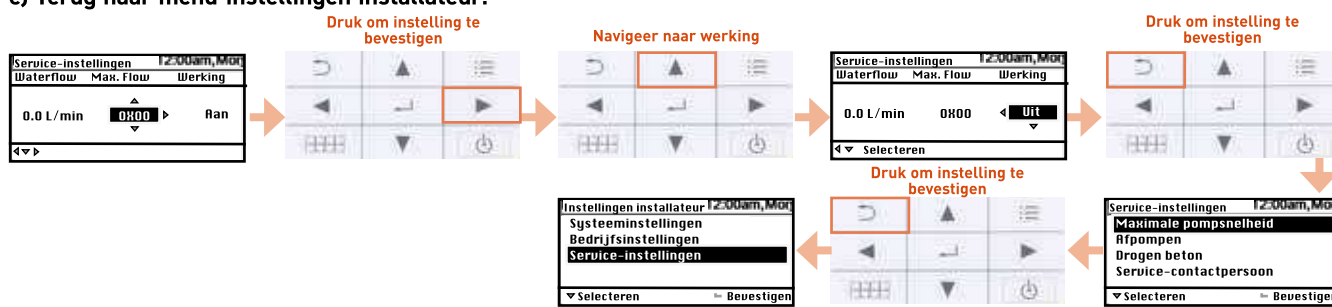 c) Terug naar menu instellingen installateur:
Druk om instelling te
bevestigen
Navigeer naar werking
Druk om instelling te
bevestigen
Service-instellingen 12:00am, Mon
Waterflow Max. Flow Werking
0.0 L/min 0X00 Aan
Service-instellingen 12:00am, Mon
Waterflow Max. Flow Werking
0.0 L/min 0X00 Uit
Selecteren
Druk om instelling te
bevestigen
Instellingen installateur 12:00am, Mon
Systeeminstellingen
Bedrijfsinstellingen
Service-instellingen
Selecteren Bevestigen
Service-instellingen 12:00am, Mo
Maximale pompsnelheid
Afpompen
Drogen beton
Service-contactpersoon
Selecteren Bevestigen